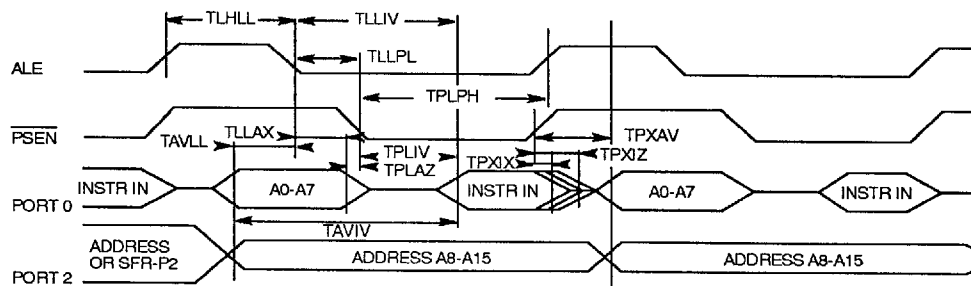 TLHLL TLLIV
ALE TLLPL
TPLPH
PSEN TLLAX TPXAV
TAVLL TPLIV TPXIZ
TPLAZ TPXIX
INSTR IN A0-A7 INSTR IN A0-A7 INSTR IN
PORT 0
TAVIV
ADDRESS
OR SFR-P2 ADDRESS A8-A15 ADDRESS A8-A15
PORT 2